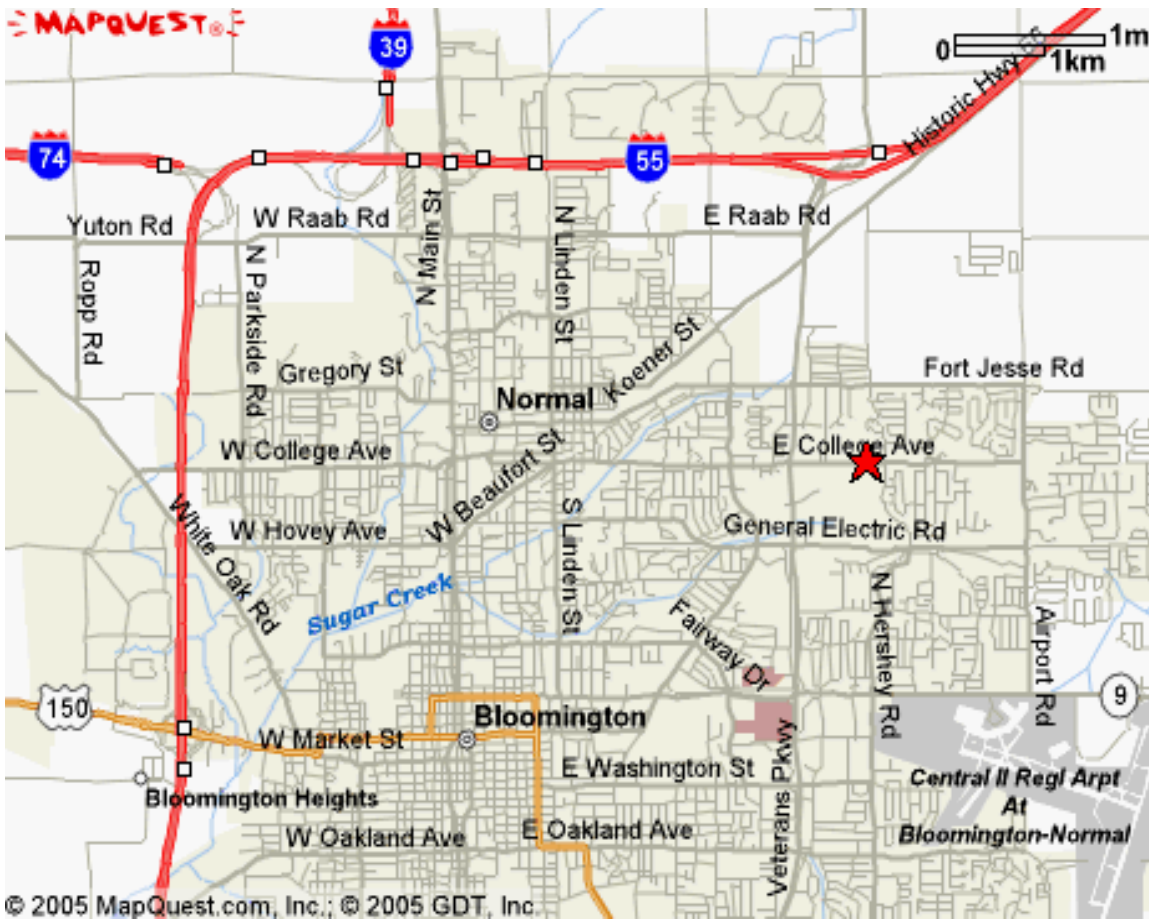 MAPQUEST®
39
0
1m
1km
Historic Hwy 66
74
55
Yuton Rd
W Raab Rd
E Raab Rd
N Main St
N Linden St
Ropp Rd
N Parkside Rd
Koener St
Gregory St
Fort Jesse Rd
Normal
W College Ave
E College Ave
W Beaufort St
White Oak Rd
W Hovey Ave
General Electric Rd
S Linden St
Sugar Creek
Fairway Dr
N Hershey Rd
Airport Rd
150
9
Bloomington
W Market St
E Washington St
Veterans Pkwy
Bloomington Heights
Central Il Regl Arpt
At
Bloomington-Normal
W Oakland Ave
E Oakland Ave
© 2005 MapQuest.com, Inc.; © 2005 GDT, Inc.